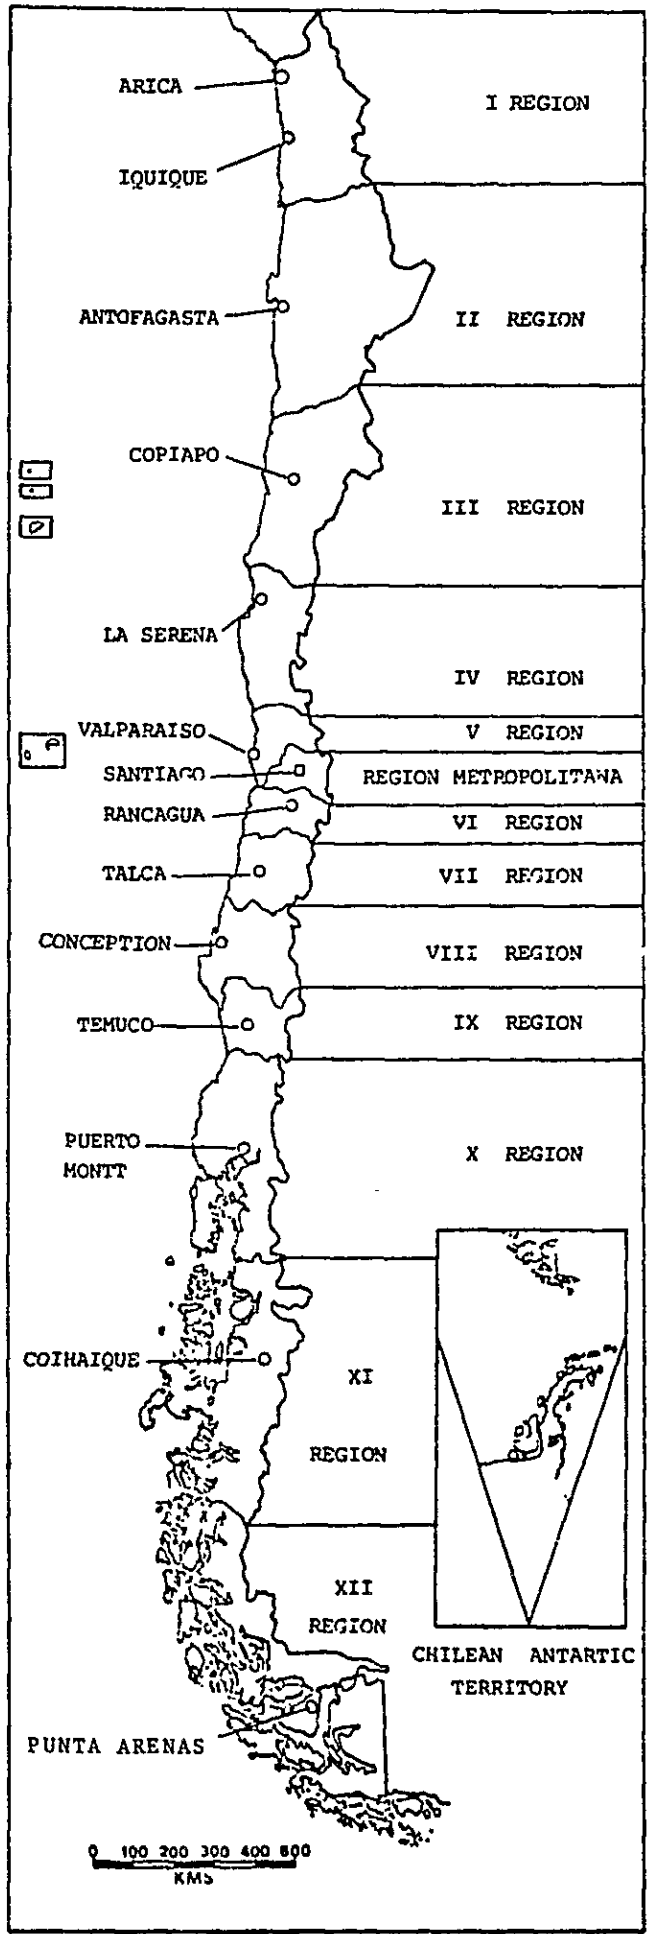 ARICA
I REGION
IQUIQUE
ANTOFAGASTA
II REGION
COPIAPO
III REGION
LA SERENA
IV REGION
VALPARAISO
V REGION
SANTIAGO
REGION METROPOLITANA
RANCAGUA
VI REGION
TALCA
VII REGION
CONCEPTION
VIII REGION
TEMUCO
IX REGION
PUERTO
MONTT
X REGION
COIHAIQUE
XI
REGION
XII
REGION
CHILEAN ANTARTIC
TERRITORY
PUNTA ARENAS
0 100 200 300 400 600
KMS